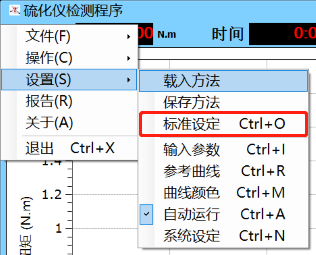 硫化仪检测程序
文件(F)
00 N.m 时间 0:0
操作(C)
设置(S)
载入方法
报告(R)
保存方法
关于(A)
标准设定 Ctrl+O
退出 Ctrl+X
输入参数 Ctrl+I
参考曲线 Ctrl+R
曲线颜色 Ctrl+M
自动运行 Ctrl+A
系统设定 Ctrl+N
1.4
1.2
1
矩 (N.m)